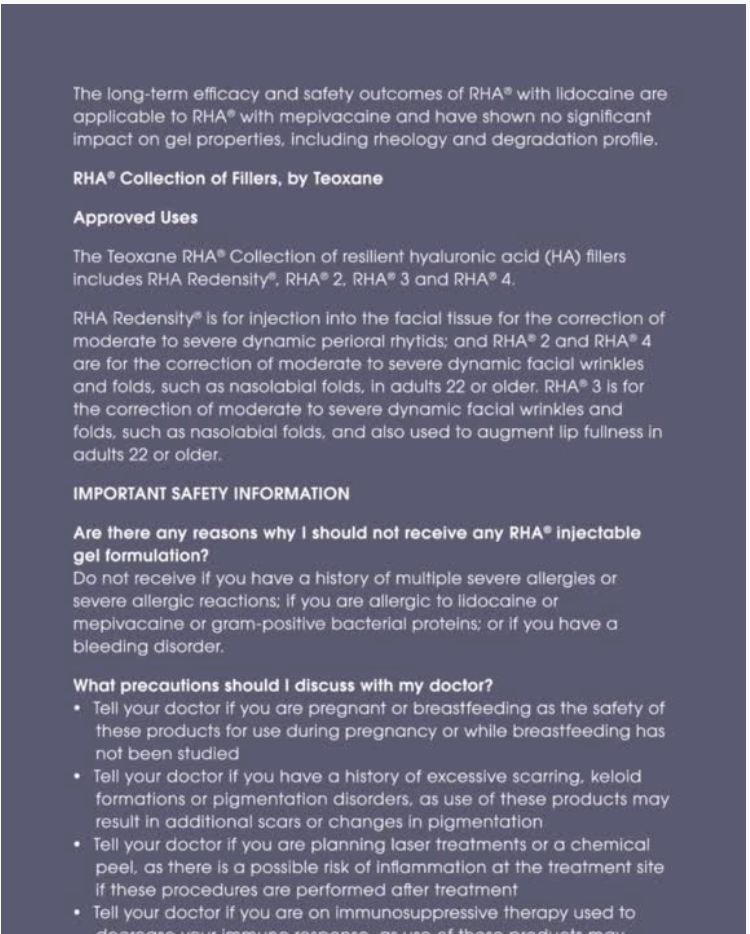 The long-term efficacy and safety outcomes of RHA® with lidocaine are
applicable to RHA® with mepivacaine and have shown no significant
impact on gel properties, including rheology and degradation profile.
RHA® Collection of Fillers, by Teoxane
Approved Uses
The Teoxane RHA® Collection of resilient hyaluronic acid (HA) fillers
includes RHA Redensity®, RHA® 2, RHA® 3 and RHA® 4.
RHA Redensity® is for injection into the facial tissue for the correction of
moderate to severe dynamic perioral rhytids; and RHA® 2 and RHA® 4
are for the correction of moderate to severe dynamic facial wrinkles
and folds, such as nasolabial folds, in adults 22 or older. RHA® 3 is for
the correction of moderate to severe dynamic facial wrinkles and
folds, such as nasolabial folds, and also used to augment lip fullness in
adults 22 or older.
IMPORTANT SAFETY INFORMATION
Are there any reasons why I should not receive any RHA® injectable
gel formulation?
Do not receive if you have a history of multiple severe allergies or
severe allergic reactions; if you are allergic to lidocaine or
mepivacaine or gram-positive bacterial proteins; or if you have a
bleeding disorder.
What precautions should I discuss with my doctor?
• Tell your doctor if you are pregnant or breastfeeding as the safety of
these products for use during pregnancy or while breastfeeding has
not been studied
• Tell your doctor if you have a history of excessive scarring, keloid
formations or pigmentation disorders, as use of these products may
result in additional scars or changes in pigmentation
• Tell your doctor if you are planning laser treatments or a chemical
peel, as there is a possible risk of inflammation at the treatment site
if these procedures are performed after treatment
• Tell your doctor if you are on immunosuppressive therapy used to
decrease your immune response, as use of these products may